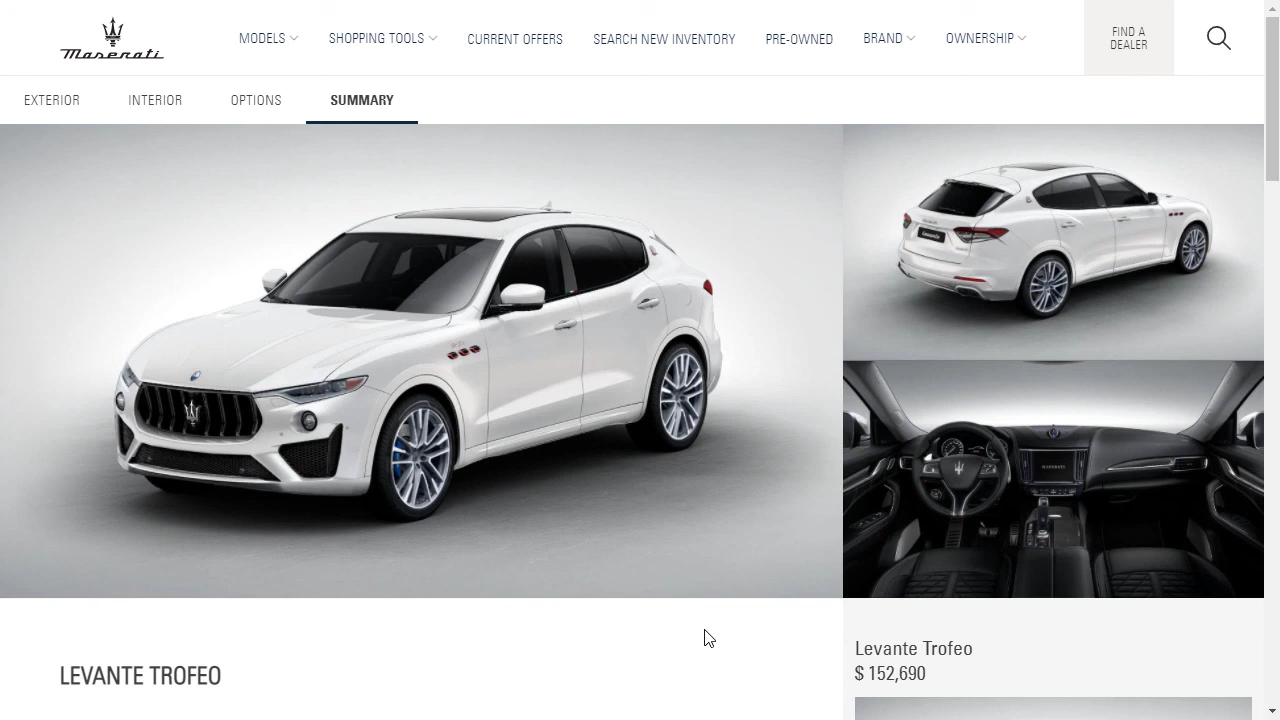 Maserati
MODELS
SHOPPING TOOLS
CURRENT OFFERS
SEARCH NEW INVENTORY
PRE-OWNED
BRAND
OWNERSHIP
FIND A
DEALER
EXTERIOR
INTERIOR
OPTIONS
SUMMARY
MASERATI
LEVANTE TROFEO
Levante Trofeo
$ 152,690